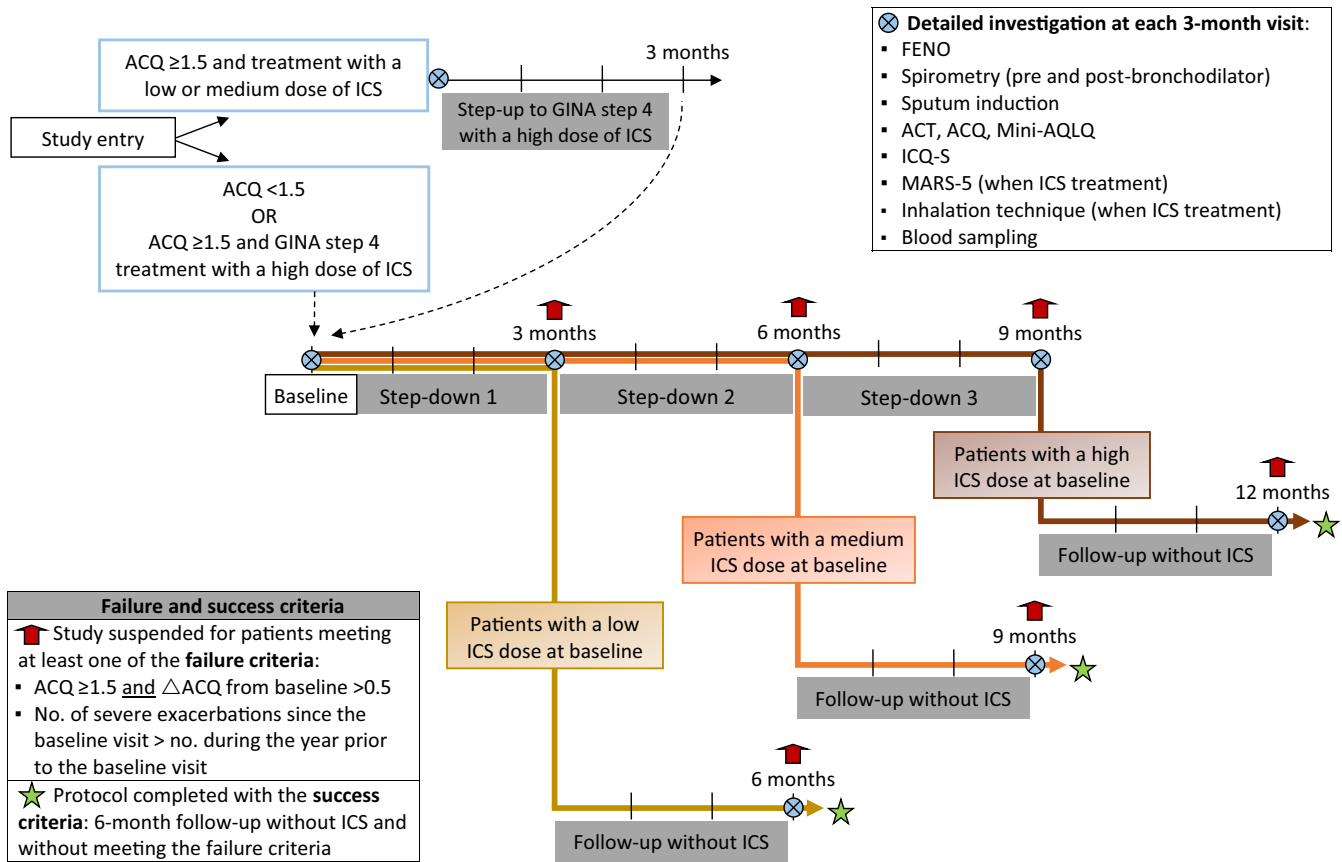 ACQ ≥1.5 and treatment with a
low or medium dose of ICS
3 months
Step-up to GINA step 4
with a high dose of ICS
Study entry
ACQ <1.5
OR
ACQ ≥1.5 and GINA step 4
treatment with a high dose of ICS
Detailed investigation at each 3-month visit:
▪ FENO
▪ Spirometry (pre and post-bronchodilator)
▪ Sputum induction
▪ ACT, ACQ, Mini-AQLQ
▪ ICQ-S
▪ MARS-5 (when ICS treatment)
▪ Inhalation technique (when ICS treatment)
▪ Blood sampling
3 months
6 months
9 months
Baseline
Step-down 1
Step-down 2
Step-down 3
Patients with a high
ICS dose at baseline
12 months
Follow-up without ICS
Patients with a medium
ICS dose at baseline
9 months
Follow-up without ICS
Patients with a low
ICS dose at baseline
6 months
Follow-up without ICS
Failure and success criteria
Study suspended for patients meeting
at least one of the failure criteria:
▪ ACQ ≥1.5 and △ACQ from baseline >0.5
▪ No. of severe exacerbations since the
baseline visit > no. during the year prior
to the baseline visit
Protocol completed with the success
criteria: 6-month follow-up without ICS and
without meeting the failure criteria